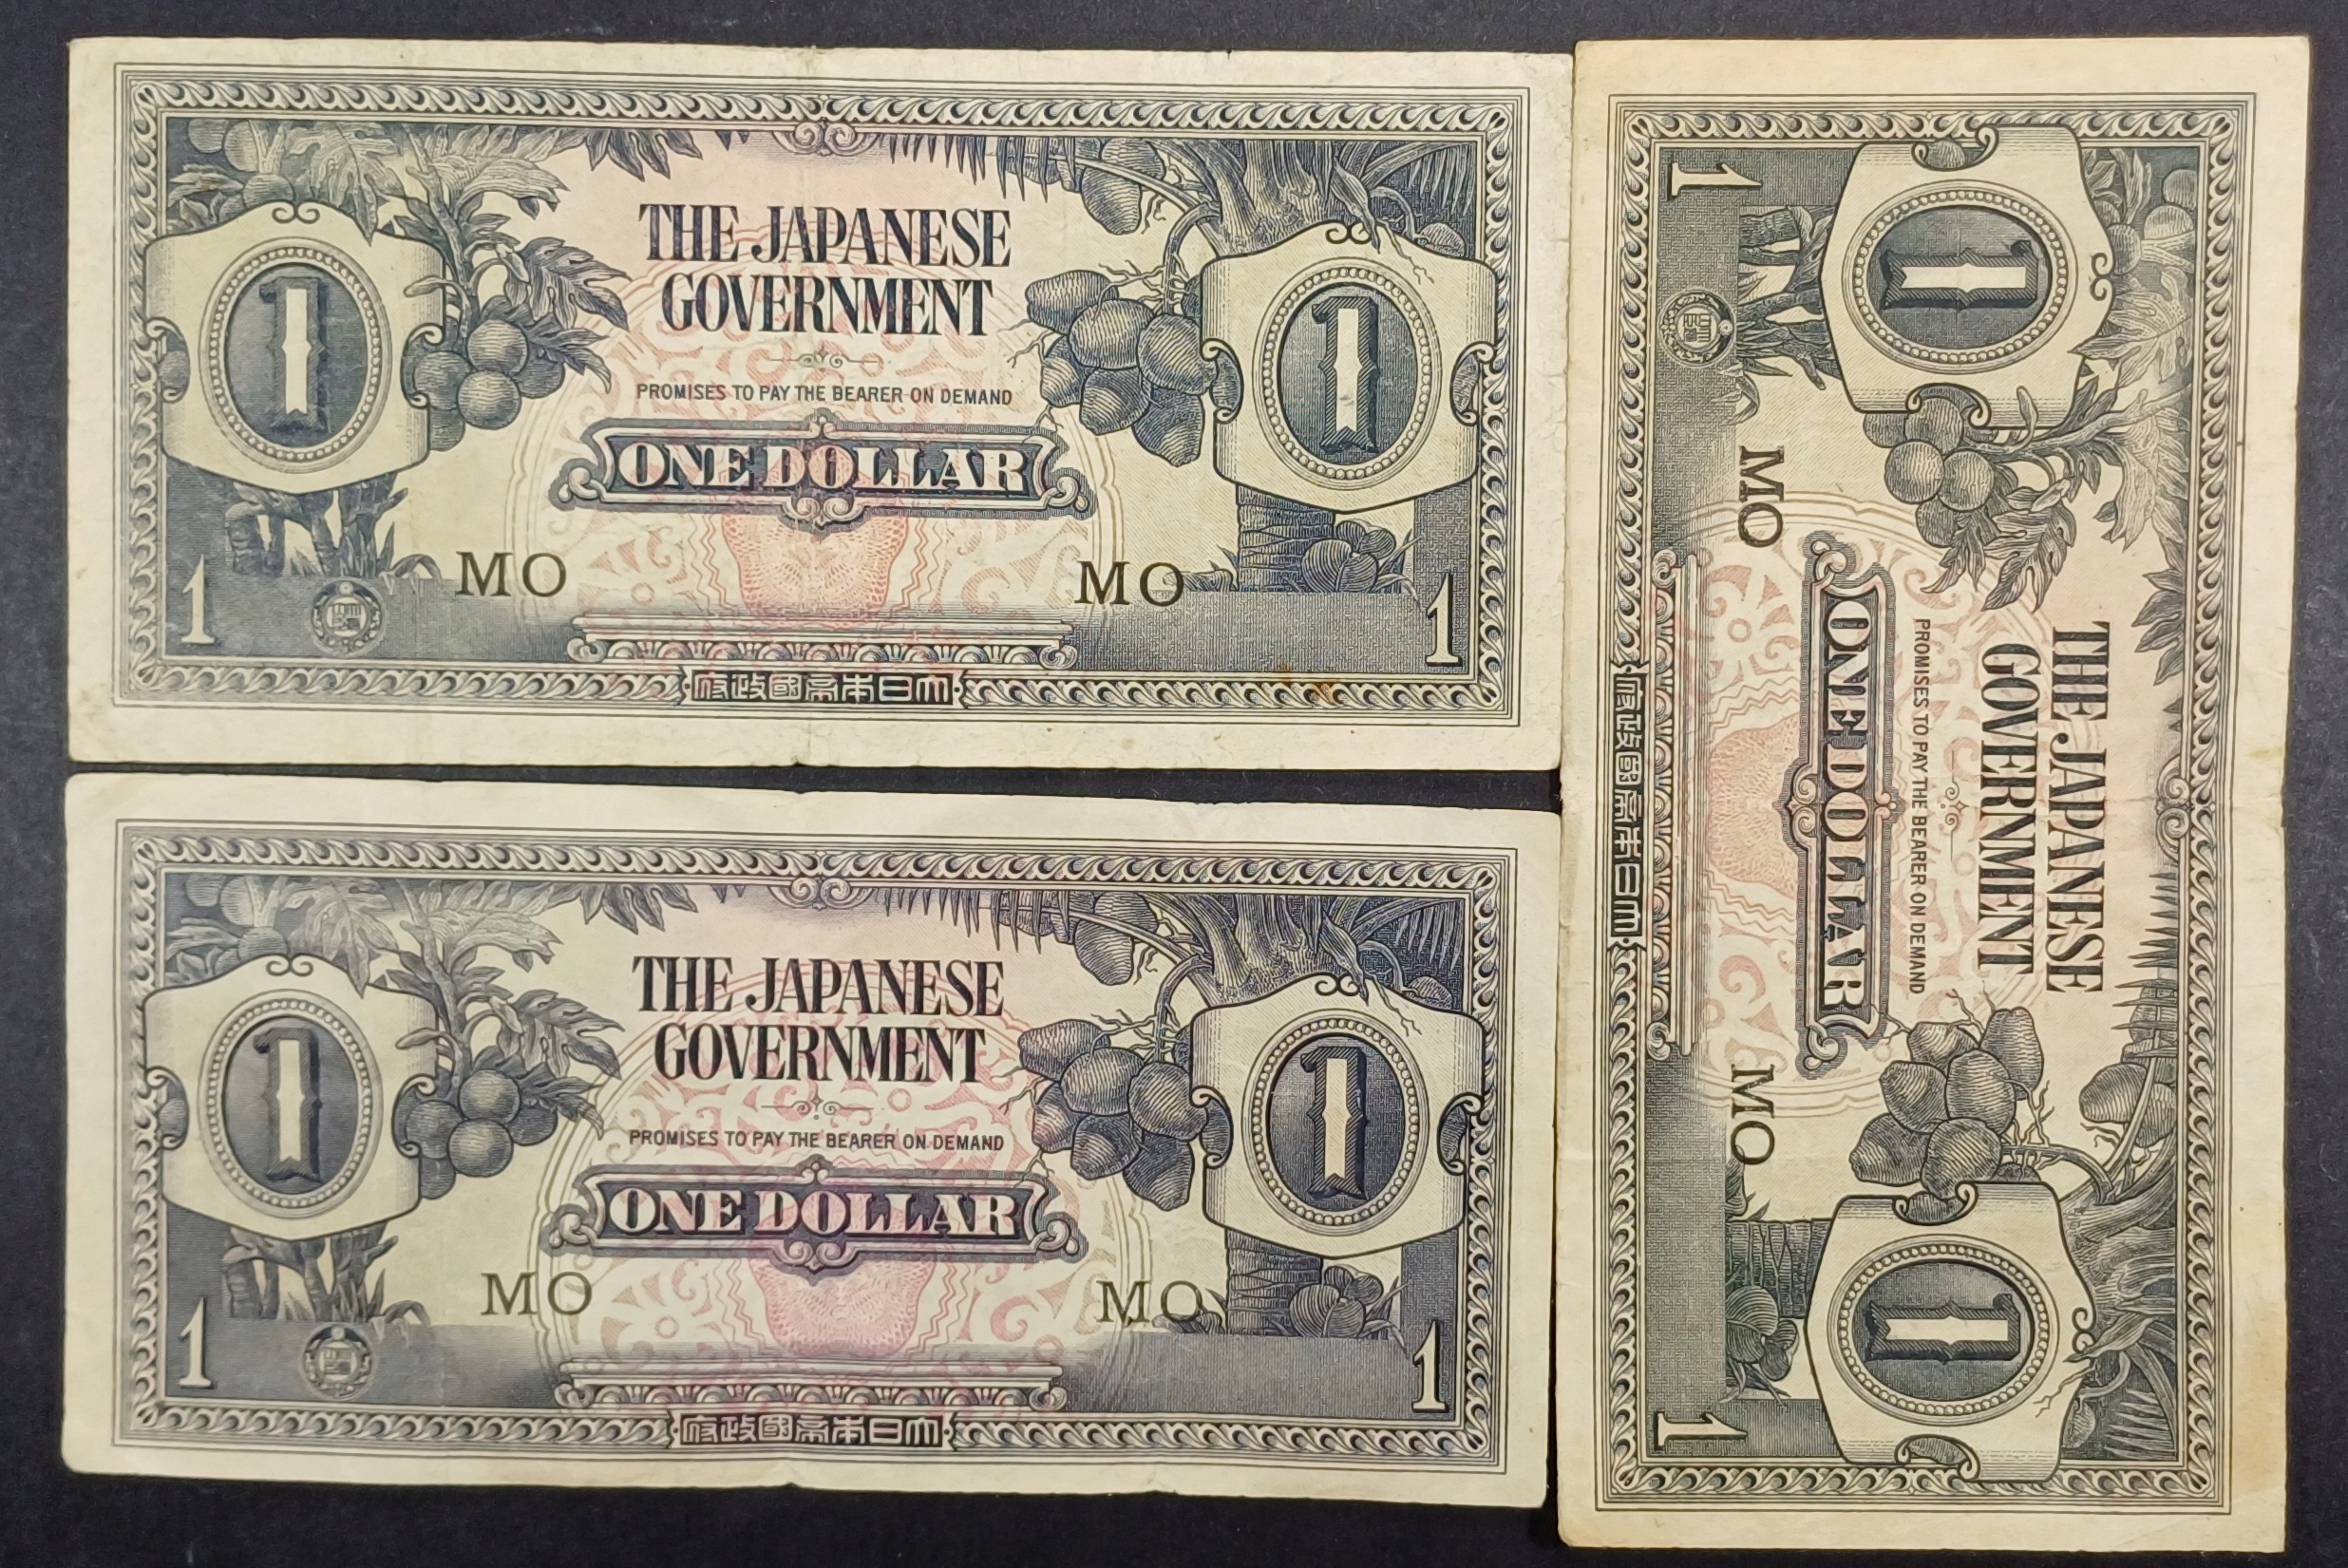 THE JAPANESE
GOVERNMENT
1
1
PROMISES TO PAY THE BEARER ON DEMAND
ONE DOLLAR
MO MO
1
1
大日本帝國政府
THE JAPANESE
GOVERNMENT
1
1
PROMISES TO PAY THE BEARER ON DEMAND
ONE DOLLAR
MO MO
1
1
大日本帝國政府
THE JAPANESE
GOVERNMENT
1
1
PROMISES TO PAY THE BEARER ON DEMAND
ONE DOLLAR
MO MO
1
1
大日本帝國政府